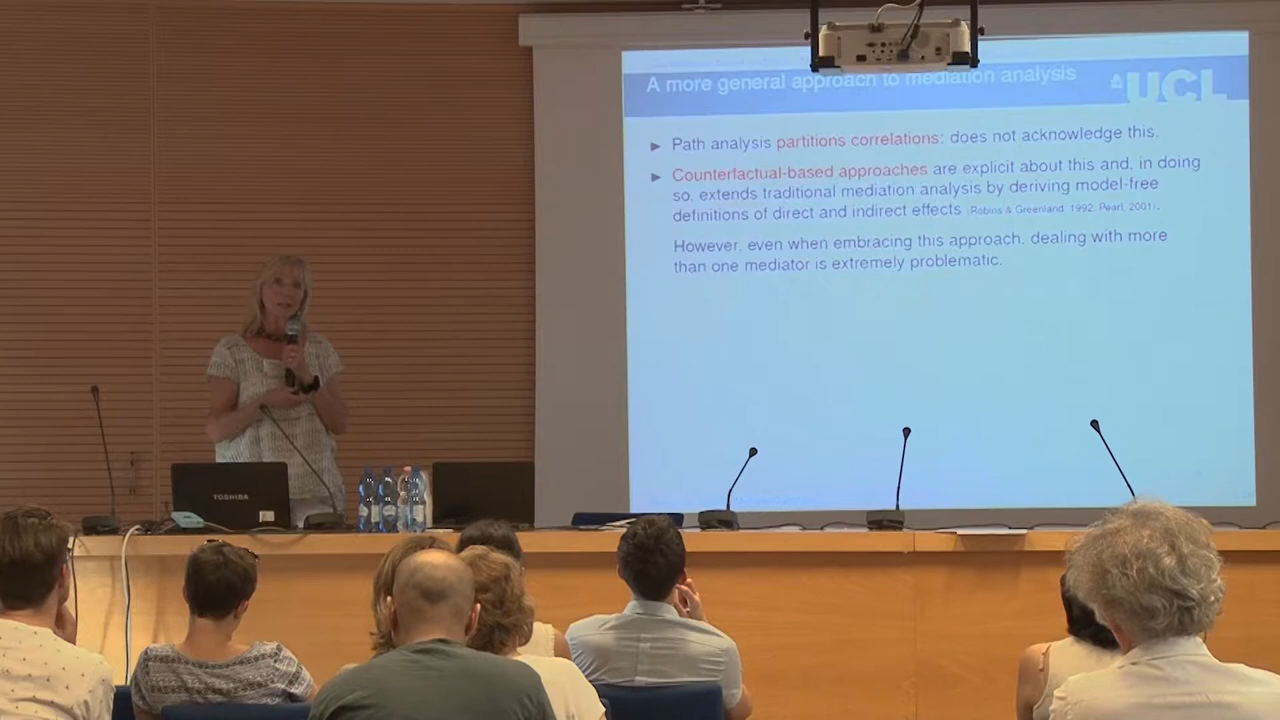 A more general approach to mediation analysis
UCL
Path analysis partitions correlations: does not acknowledge this.
Counterfactual-based approaches are explicit about this and, in doing
so, extends traditional mediation analysis by deriving model-free
definitions of direct and indirect effects (Robins & Greenland, 1992; Pearl, 2001).
However, even when embracing this approach, dealing with more
than one mediator is extremely problematic.
TOSHIBA